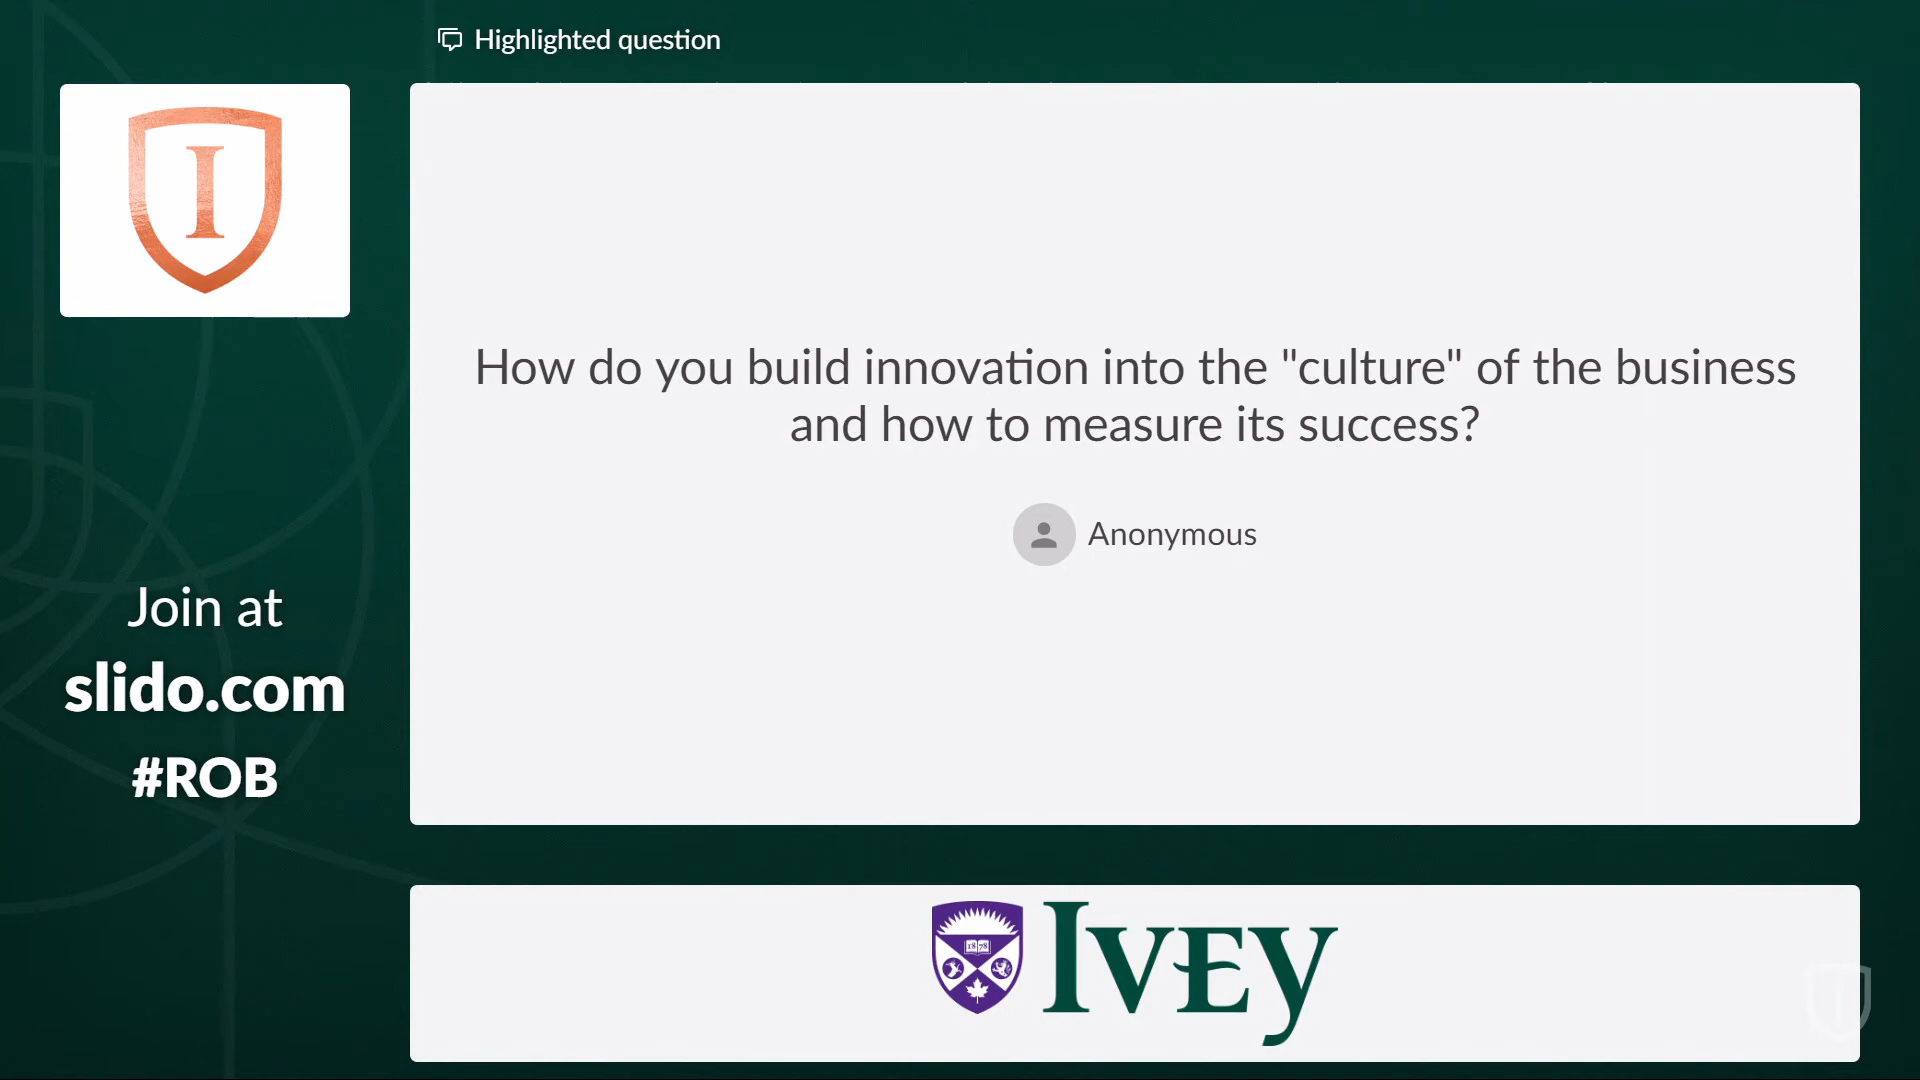 Highlighted question
I
How do you build innovation into the "culture" of the business
and how to measure its success?
Anonymous
Join at
slido.com
#ROB
1878
IVEY